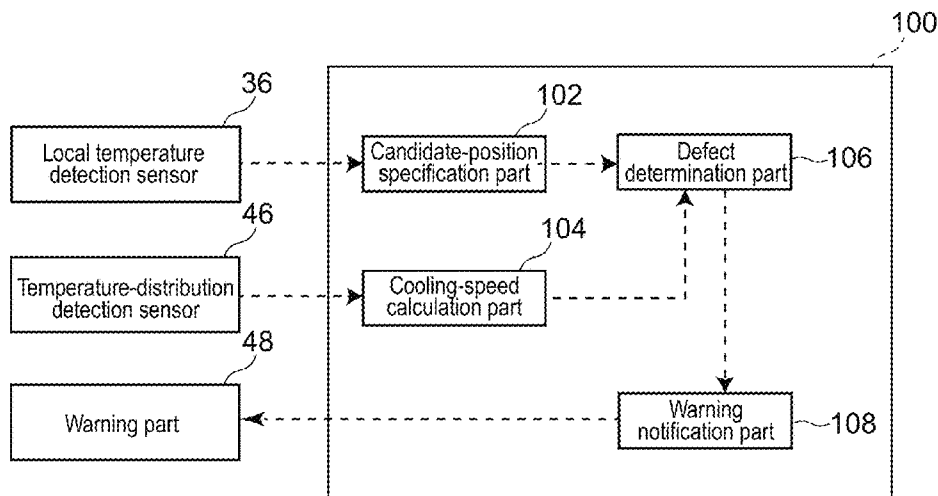 100
36
Local temperature
detection sensor
102
Candidate-position
specification part
Defect
determination part
106
46
Temperature-distribution
detection sensor
104
Cooling-speed
calculation part
48
Warning part
Warning
notification part
108